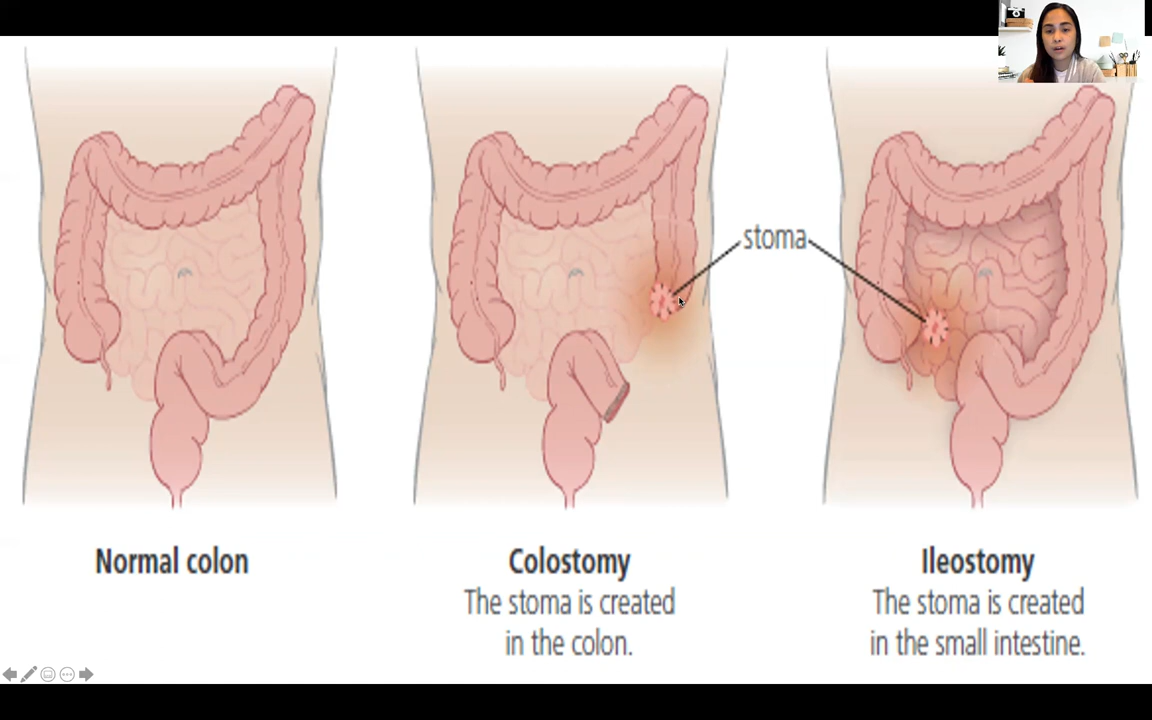 stoma
Normal colon
Colostomy
The stoma is created
in the colon.
Ileostomy
The stoma is created
in the small intestine.